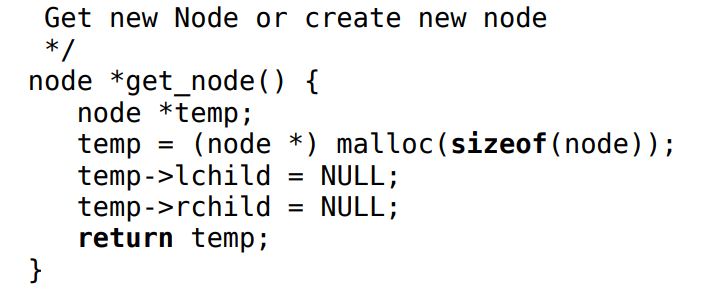 Get new Node or create new node
*/
node *get_node() {
node *temp;
temp = (node *) malloc(sizeof(node));
temp->lchild = NULL;
temp->rchild = NULL;
return temp;
}